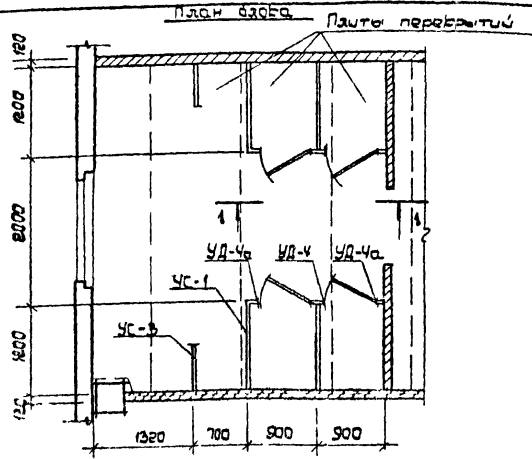 План блока
Плиты перекрытий
120
1200
2000
1200
120
1
1
УД-4а
УД-4
УД-4а
УС-1
УС-3
1320
700
900
900